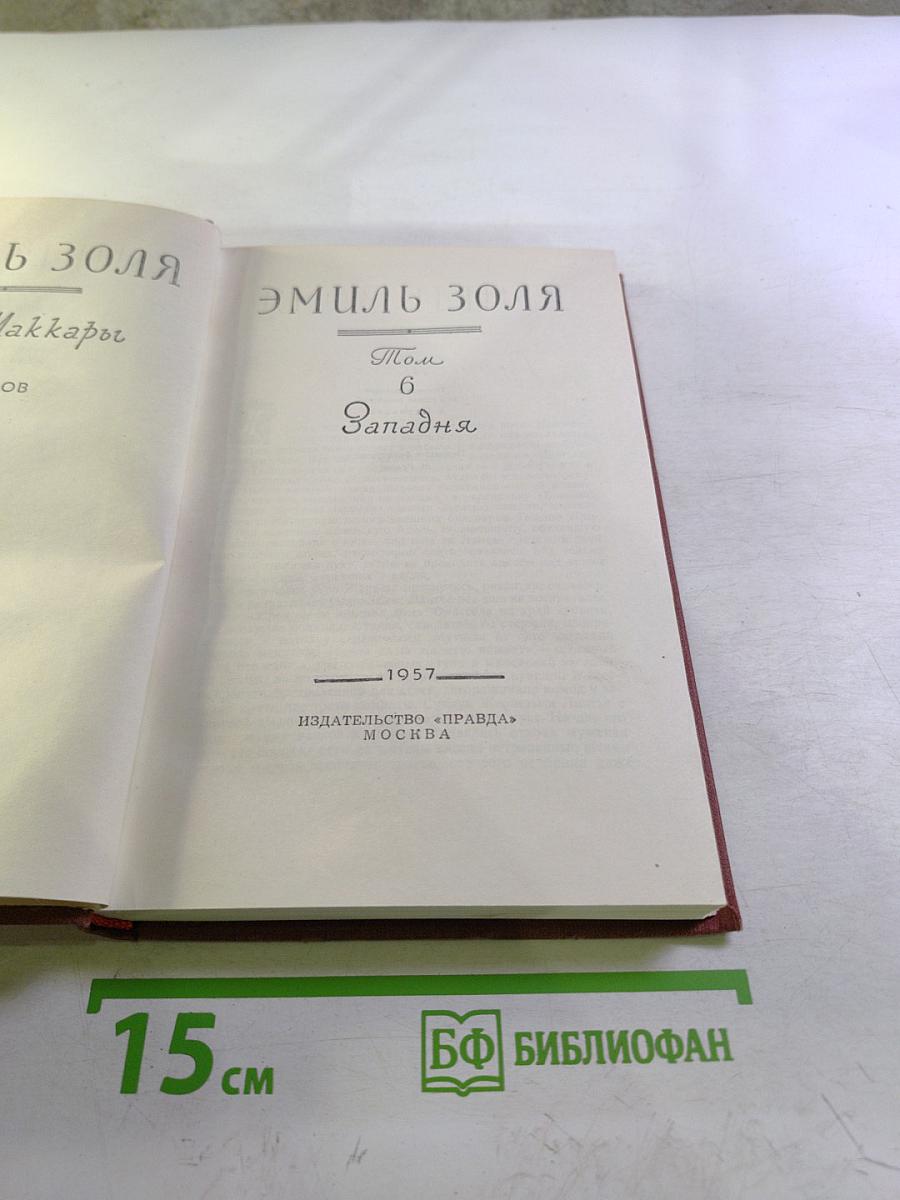 Ь ЗОЛЯ
Маккары
ОВ
ЭМИЛЬ ЗОЛЯ
Том
6
Западня
1957
ИЗДАТЕЛЬСТВО «ПРАВДА»
МОСКВА
15 СМ
БФ БИБЛИОФАН